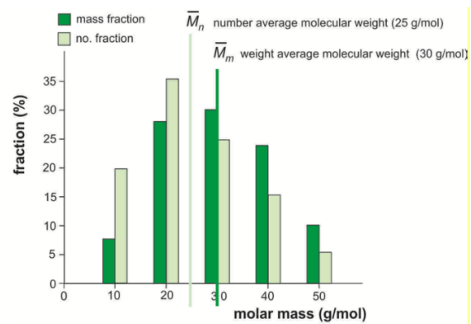 mass fraction
no. fraction
M̅n number average molecular weight (25 g/mol)
M̅m weight average molecular weight (30 g/mol)
fraction (%)
35
30
25
20
15
10
5
0
0 10 20 30 40 50
molar mass (g/mol)